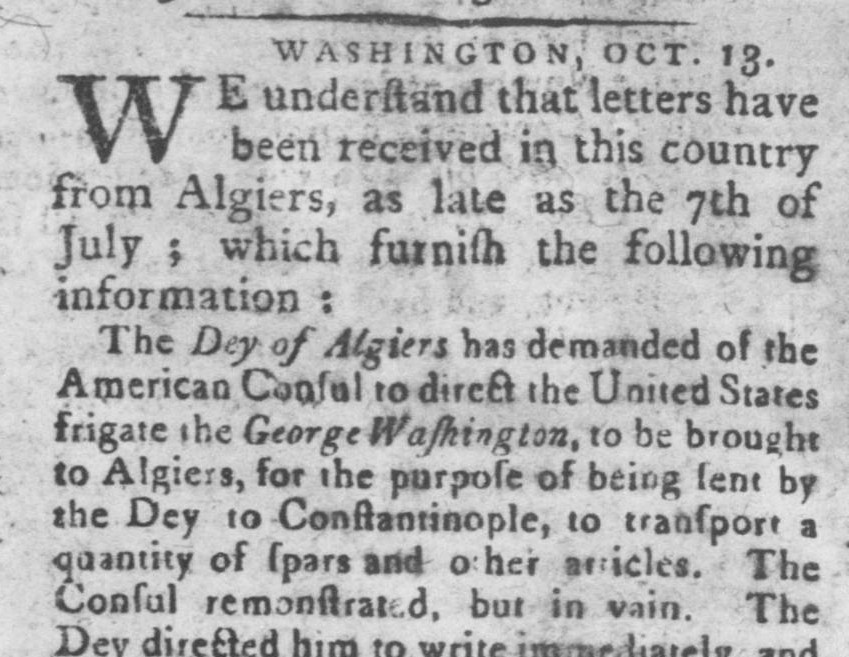 WASHINGTON, OCT. 13.
WE underſtand that letters have
been received in this country
from Algiers, as late as the 7th of
July ; which furniſh the following
information :
The Dey of Algiers has demanded of the
American Conſul to direct the United States
frigate the George Waſhington, to be brought
to Algiers, for the purpoſe of being ſent by
the Dey to Conſtantinople, to tranſport a
quantity of ſpars and other articles. The
Conſul remonſtrated, but in vain. The
Dey directed him to write immediately and